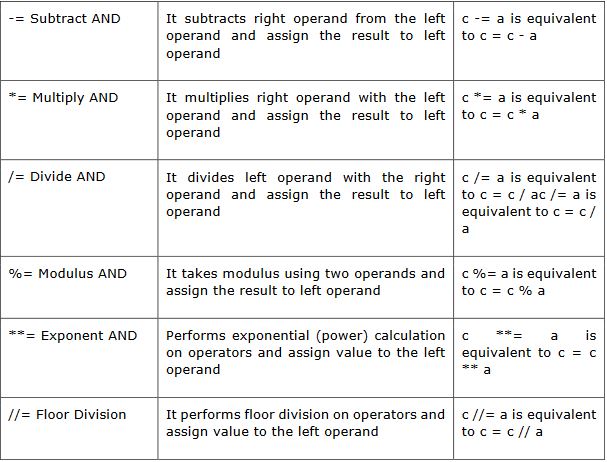 -= Subtract AND
It subtracts right operand from the left
operand and assign the result to left
operand
c -= a is equivalent
to c = c - a
*= Multiply AND
It multiplies right operand with the left
operand and assign the result to left
operand
c *= a is equivalent
to c = c * a
/= Divide AND
It divides left operand with the right
operand and assign the result to left
operand
c /= a is equivalent
to c = c / ac /= a is
equivalent to c = c /
a
%= Modulus AND
It takes modulus using two operands and
assign the result to left operand
c %= a is equivalent
to c = c % a
**= Exponent AND
Performs exponential (power) calculation
on operators and assign value to the left
operand
c **= a is
equivalent to c = c
** a
//= Floor Division
It performs floor division on operators and
assign value to the left operand
c //= a is equivalent
to c = c // a